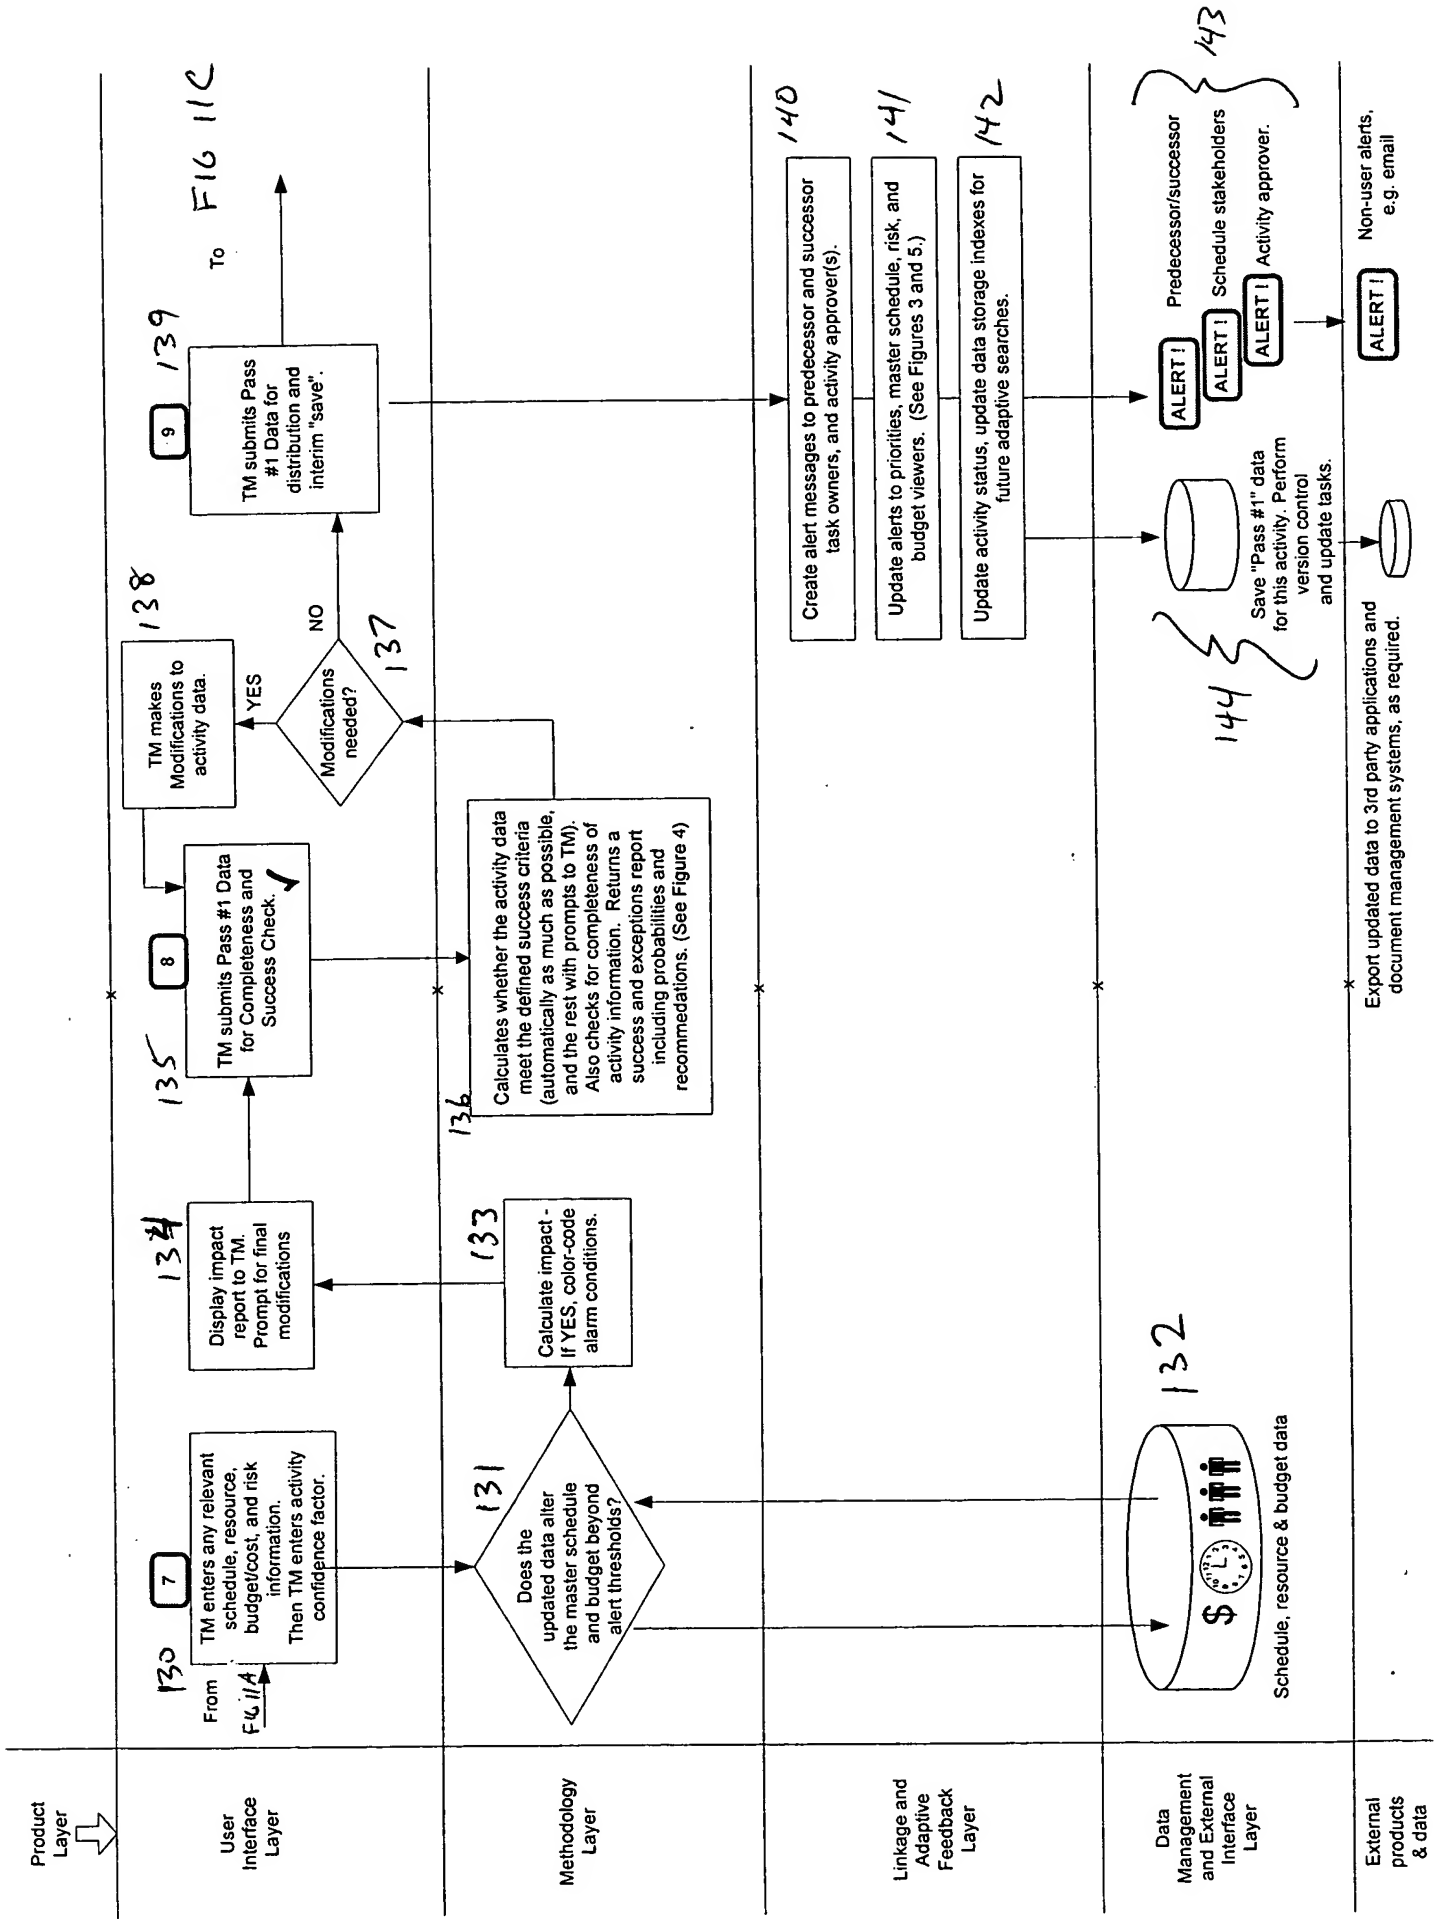 Product
Layer
User
Interface
Layer
Methodology
Layer
Linkage and
Adaptive
Feedback
Layer
Data
Management
and External
Interface
Layer
External
products
& data
130
7
From
FIG 11A
TM enters any relevant
schedule, resource,
budget/cost, and risk
information.
Then TM enters activity
confidence factor.
134
Display impact
report to TM.
Prompt for final
modifications
135
8
TM submits Pass #1 Data
for Completeness and
Success Check.
138
TM makes
Modifications to
activity data.
YES
Modifications
needed?
137
NO
139
9
TM submits Pass
#1 Data for
distribution and
interim "save".
To
FIG 11C
131
Does the
updated data alter
the master schedule
and budget beyond
alert thresholds?
133
Calculate impact -
If YES, color-code
alarm conditions.
136
Calculates whether the activity data
meet the defined success criteria
(automatically as much as possible,
and the rest with prompts to TM).
Also checks for completeness of
activity information. Returns a
success and exceptions report
including probabilities and
recommedations. (See Figure 4)
140
Create alert messages to predecessor and successor
task owners, and activity approver(s).
141
Update alerts to priorities, master schedule, risk, and
budget viewers. (See Figures 3 and 5.)
142
Update activity status, update data storage indexes for
future adaptive searches.
132
$
Schedule, resource & budget data
144
Save "Pass #1" data
for this activity. Perform
version control
and update tasks.
ALERT !
Predecessor/successor
ALERT !
Schedule stakeholders
ALERT !
Activity approver.
143
Export updated data to 3rd party applications and
document management systems, as required.
ALERT !
Non-user alerts,
e.g. email